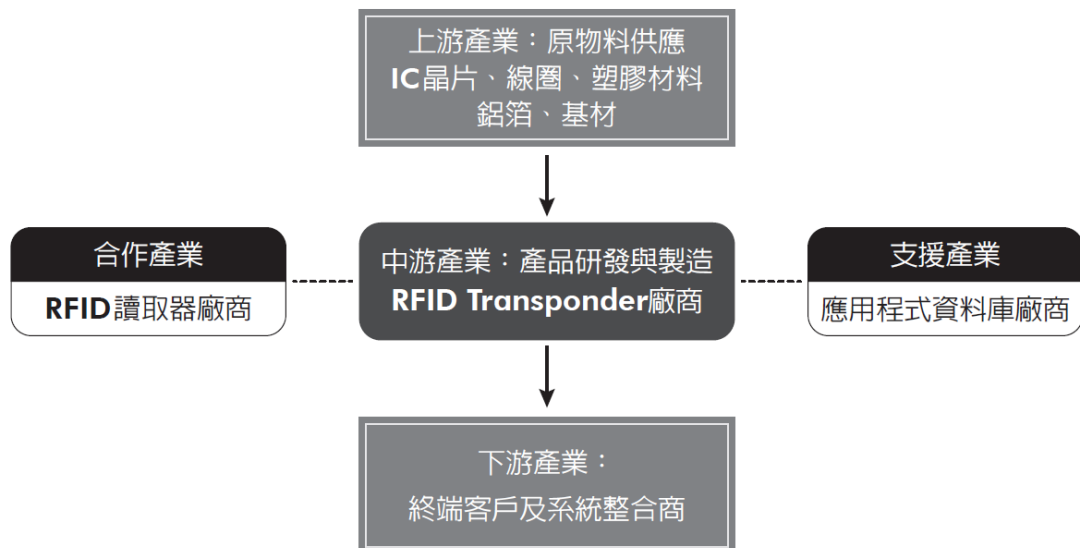 上游產業：原物料供應
IC晶片、線圈、塑膠材料
鋁箔、基材
合作產業
RFID讀取器廠商
中游產業：產品研發與製造
RFID Transponder廠商
支援產業
應用程式資料庫廠商
下游產業：
終端客戶及系統整合商